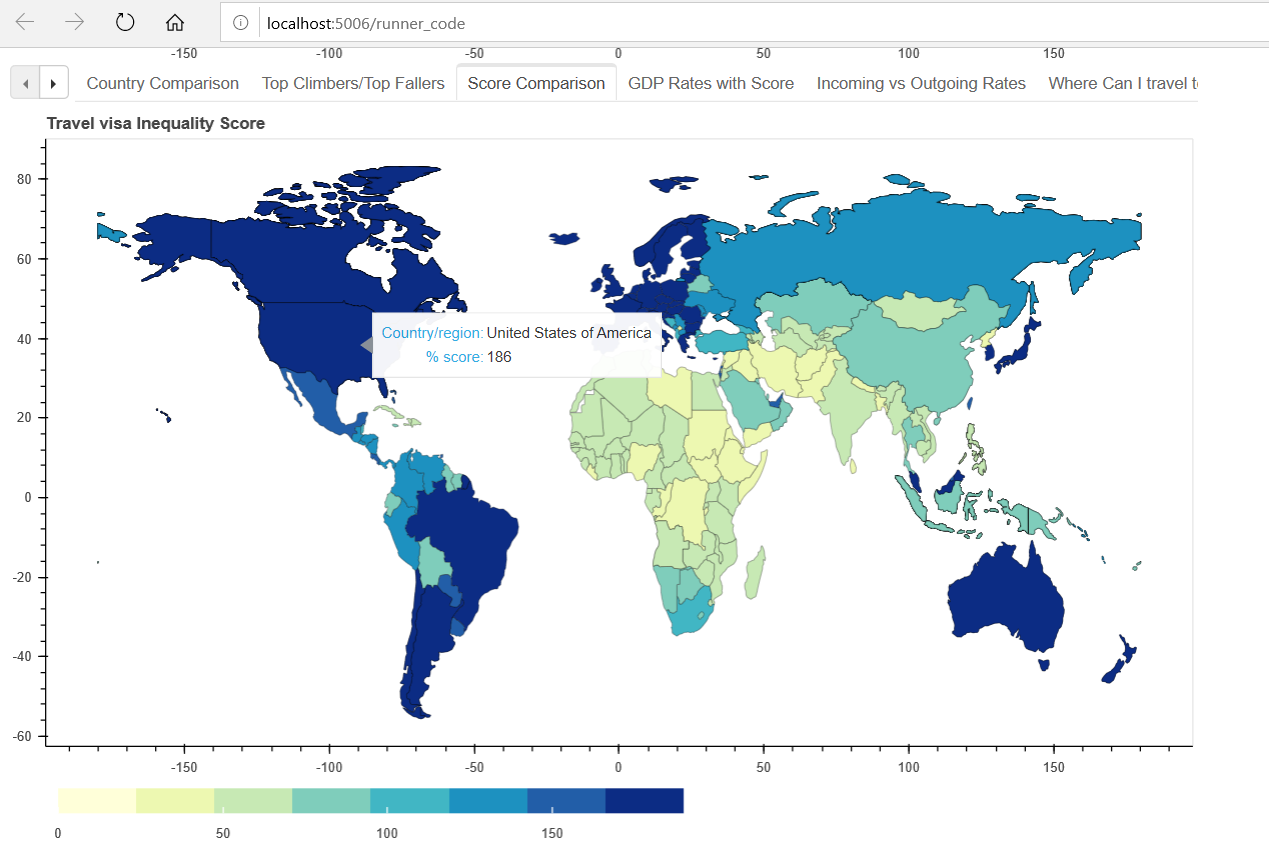 localhost:5006/runner_code
-150 -100 -50 0 50 100 150
Country Comparison Top Climbers/Top Fallers Score Comparison GDP Rates with Score Incoming vs Outgoing Rates Where Can I travel t
Travel visa Inequality Score
80
60
40
20
0
-20
-40
-60
Country/region: United States of America
% score: 186
-150 -100 -50 0 50 100 150
0 50 100 150